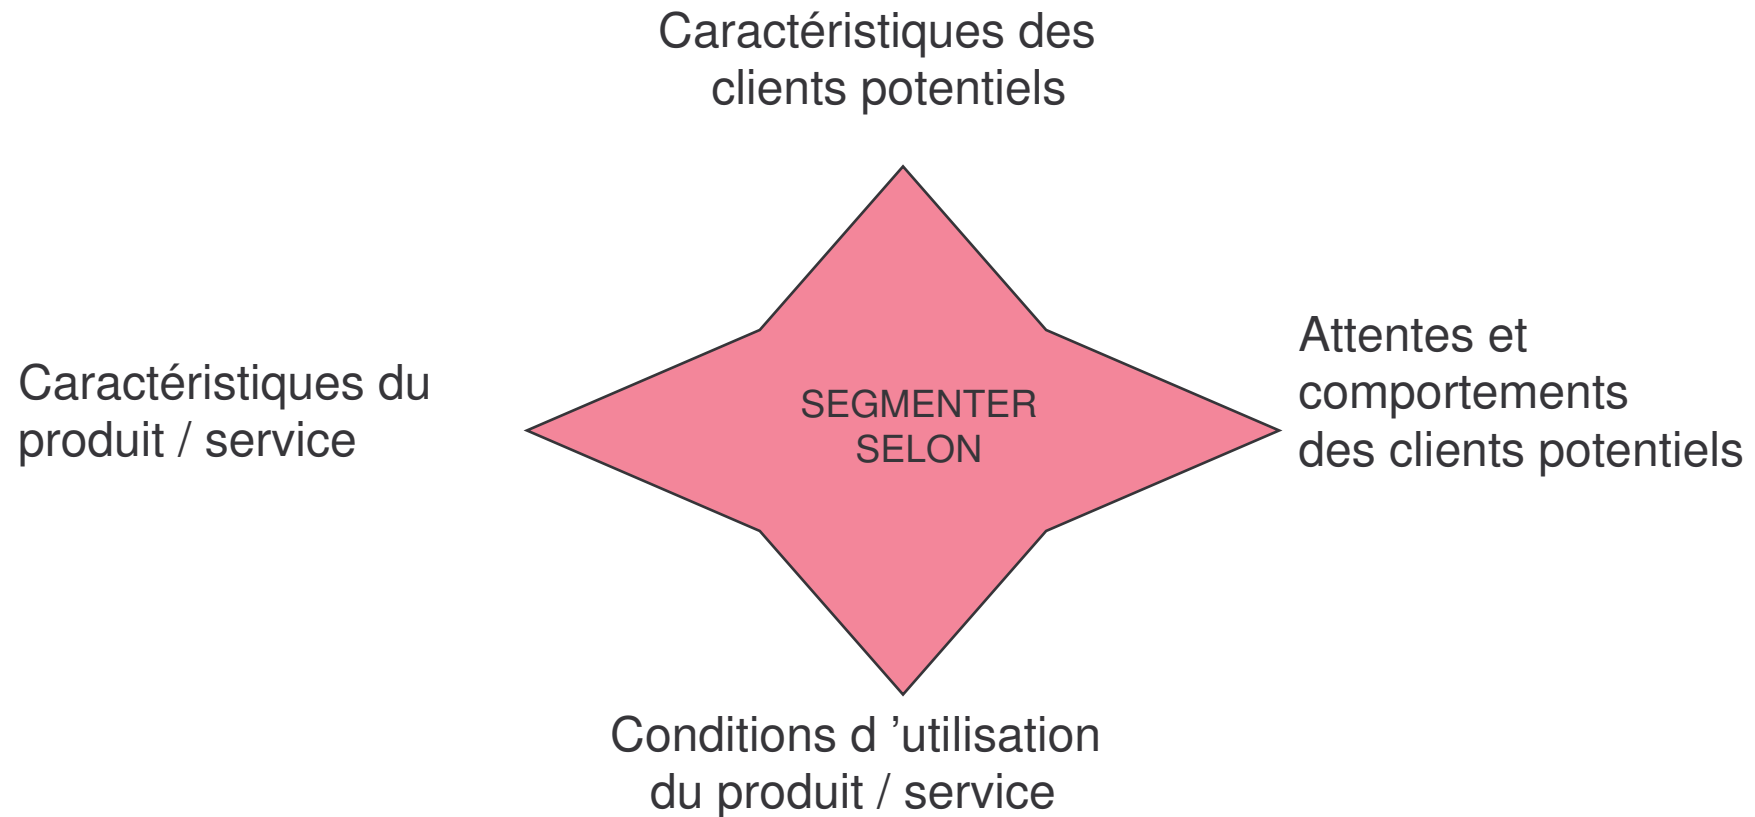 Caractéristiques des
clients potentiels
Caractéristiques du
produit / service
SEGMENTER
SELON
Attentes et
comportements
des clients potentiels
Conditions d ’utilisation
du produit / service